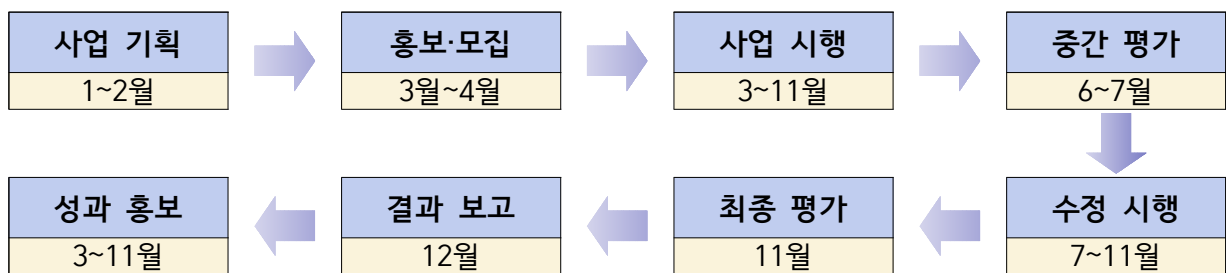 사업 기획
1~2월
홍보·모집
3월~4월
사업 시행
3~11월
중간 평가
6~7월
수정 시행
7~11월
최종 평가
11월
결과 보고
12월
성과 홍보
3~11월